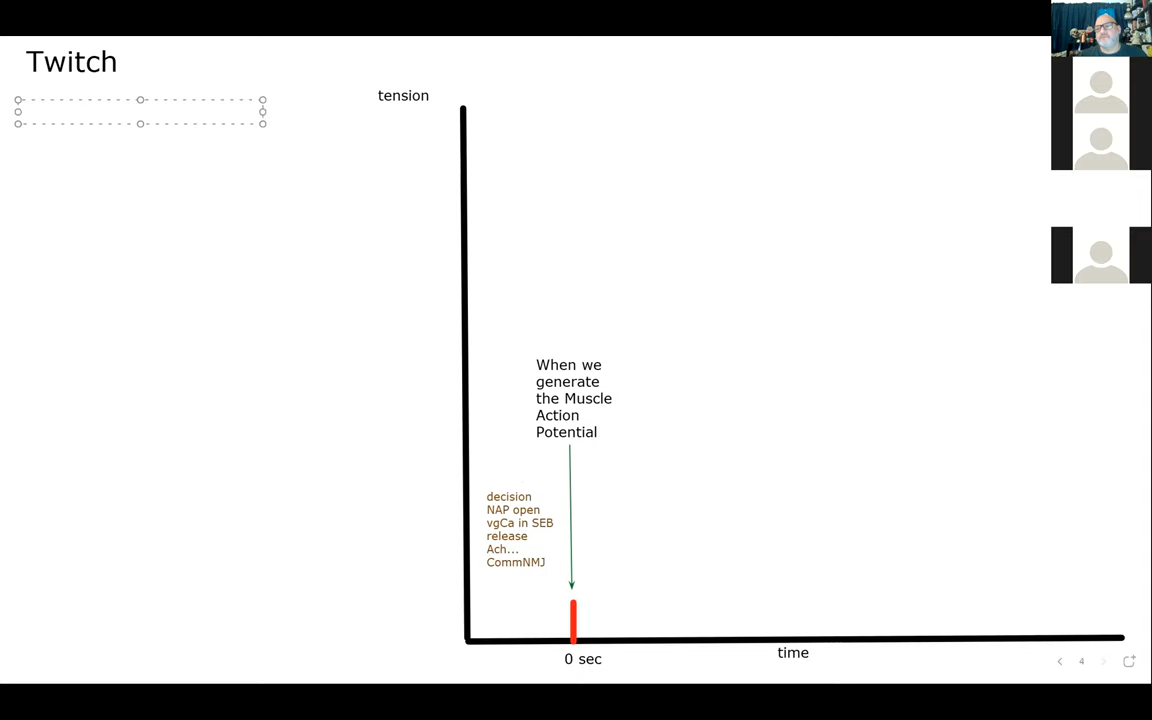 Twitch
tension
When we
generate
the Muscle
Action
Potential
decision
NAP open
vgCa in SEB
release
Ach...
CommNMJ
0 sec
time
4